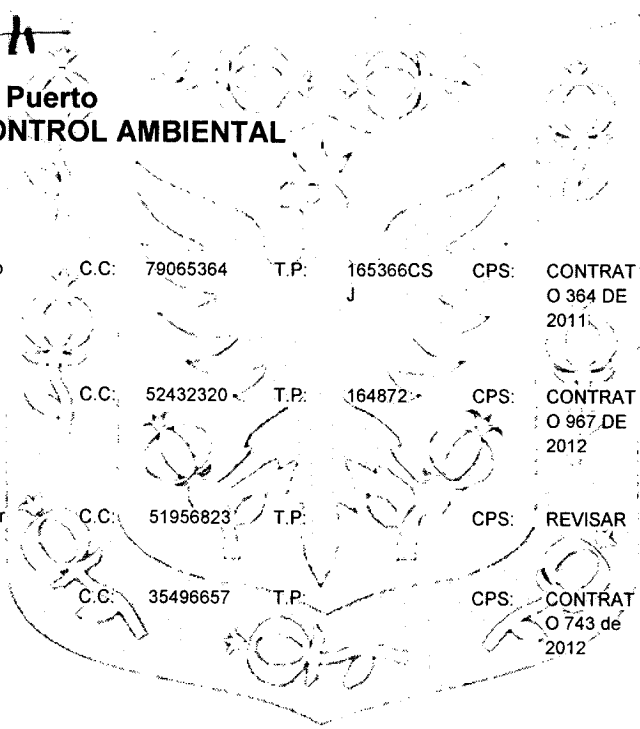 Puerto
ONTROL AMBIENTAL
o C.C: 79065364 T.P: 165366CS CPS: CONTRAT
J O 364 DE
2011
C.C: 52432320 T.P: 164872 CPS: CONTRAT
O 967 DE
2012
r C.C: 51956823 T.P: CPS: REVISAR
C.C: 35496657 T.P: CPS: CONTRAT
O 743 de
2012